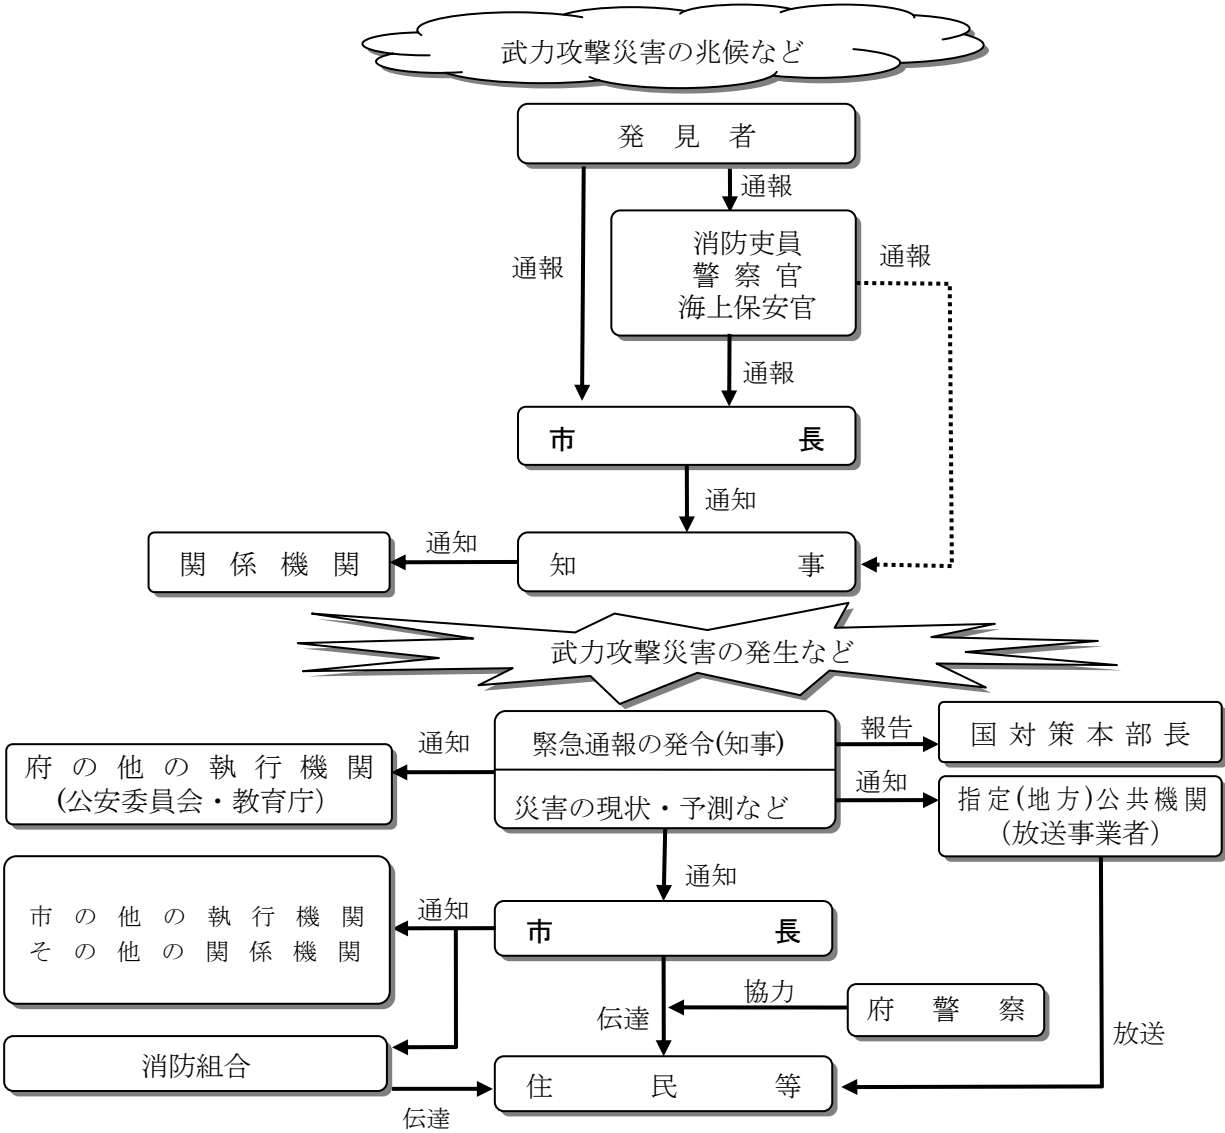 武力攻撃災害の兆候など
発見者
通報
消防吏員
警察官
海上保安官
通報
通報
通報
市長
通知
知事
通知
関係機関
武力攻撃災害の発生など
緊急通報の発令(知事)
災害の現状・予測など
報告
国対策本部長
通知
府の他の執行機関
(公安委員会・教育庁)
通知
指定(地方)公共機関
(放送事業者)
通知
市長
通知
市の他の執行機関
その他の関係機関
協力
府警察
伝達
放送
消防組合
住民等
伝達